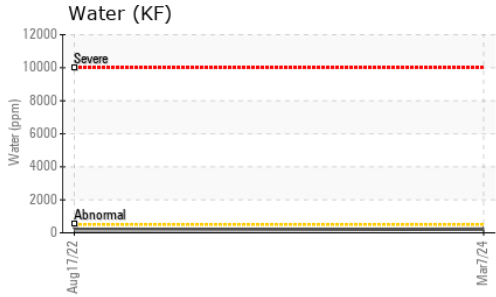 Water (KF)
12000
Severe
10000
8000
Water (ppm)
6000
4000
2000
Abnormal
0
Aug17/22
Mar7/24